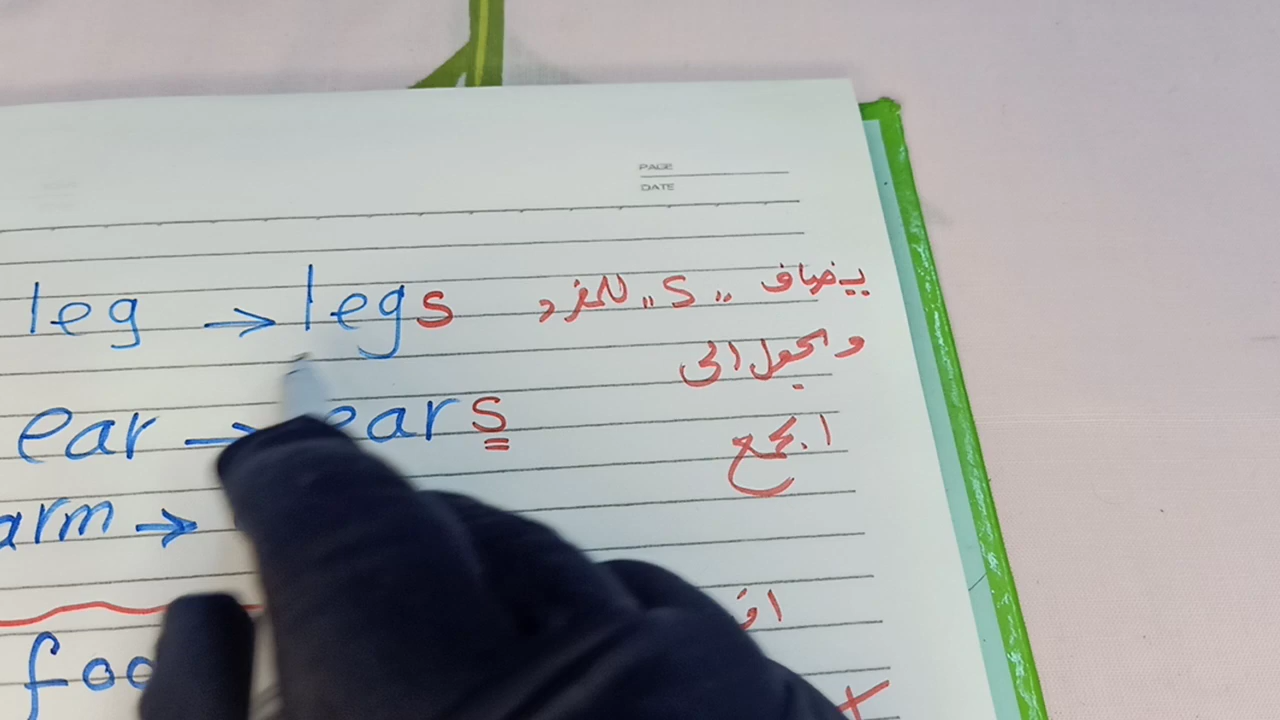 PAGE
DATE
leg → legs يضاف "s" للمفرد
ويحول الى
ear → ears
الجمع
arm →
foo